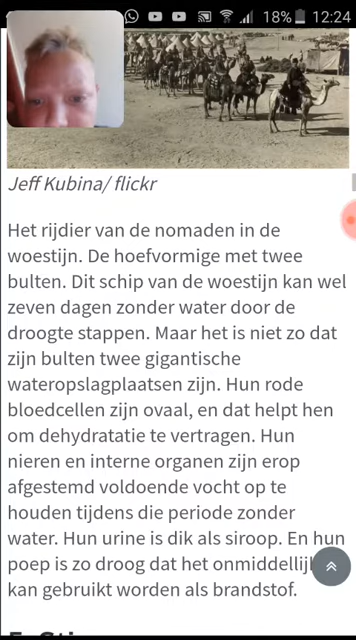 18% 12:24
Jeff Kubina/ flickr
Het rijdier van de nomaden in de
woestijn. De hoefvormige met twee
bulten. Dit schip van de woestijn kan wel
zeven dagen zonder water door de
droogte stappen. Maar het is niet zo dat
zijn bulten twee gigantische
wateropslagplaatsen zijn. Hun rode
bloedcellen zijn ovaal, en dat helpt hen
om dehydratatie te vertragen. Hun
nieren en interne organen zijn erop
afgestemd voldoende vocht op te
houden tijdens die periode zonder
water. Hun urine is dik als siroop. En hun
poep is zo droog dat het onmiddellijk
kan gebruikt worden als brandstof.